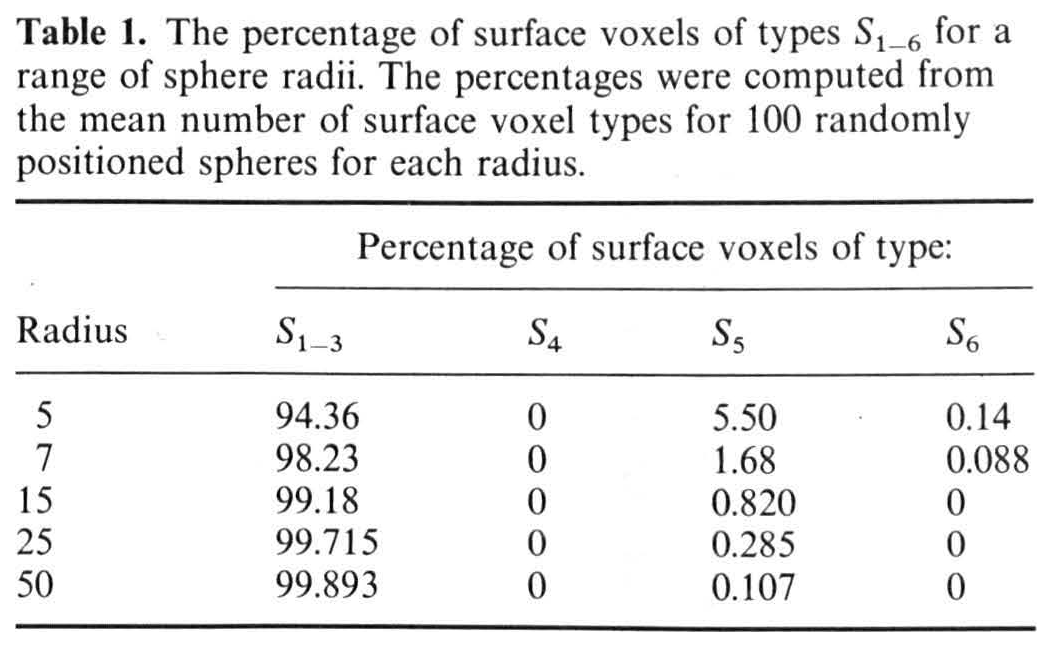 Table 1. The percentage of surface voxels of types S1–6 for a
range of sphere radii. The percentages were computed from
the mean number of surface voxel types for 100 randomly
positioned spheres for each radius.
Percentage of surface voxels of type:
Radius S1–3 S4 S5 S6
5 94.36 0 5.50 0.14
7 98.23 0 1.68 0.088
15 99.18 0 0.820 0
25 99.715 0 0.285 0
50 99.893 0 0.107 0